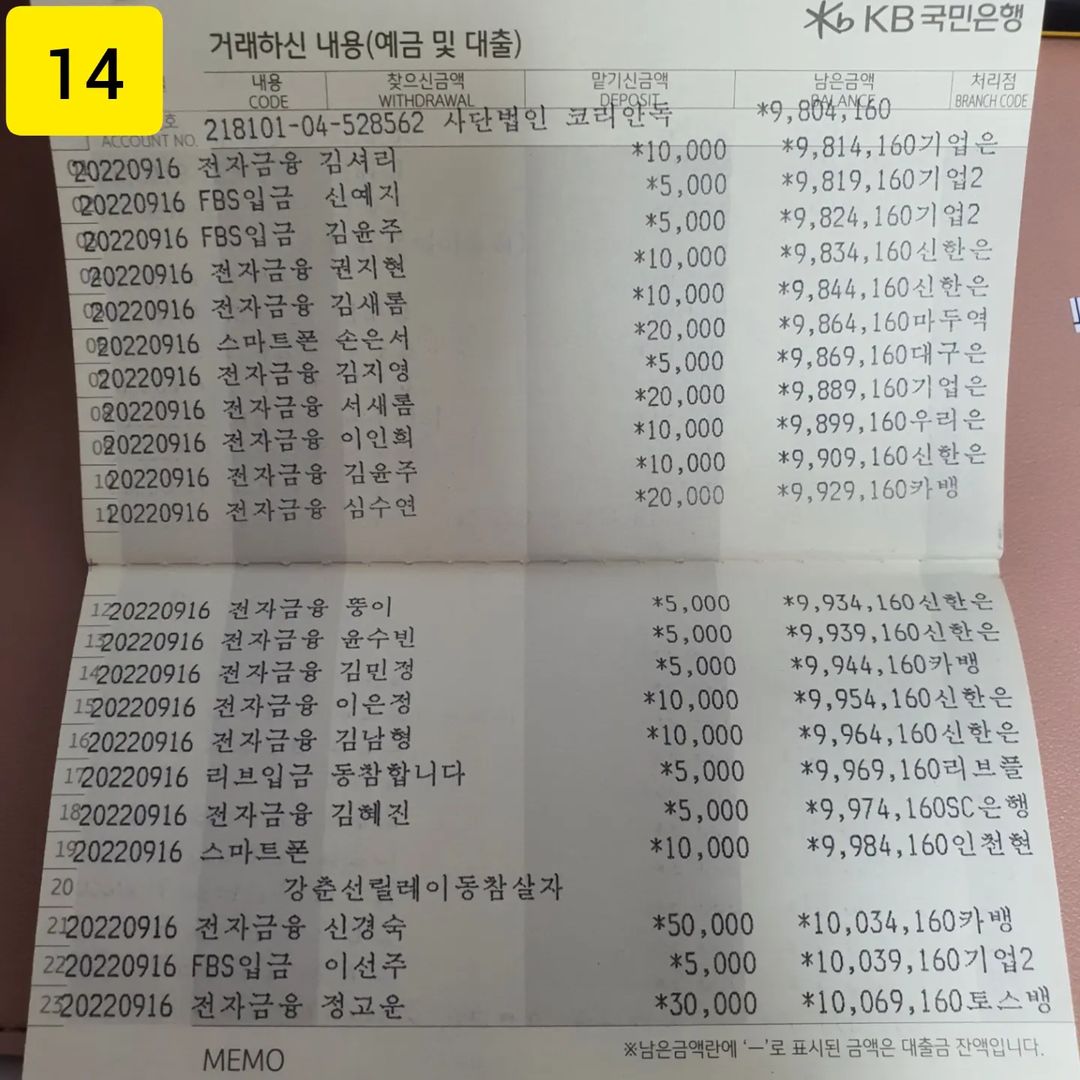 14
KB 국민은행
거래하신 내용(예금 및 대출)
내용 찾으신금액 맡기신금액 남은금액 처리점
CODE WITHDRAWAL DEPOSIT BALANCE BRANCH CODE
ACCOUNT NO. 218101-04-528562 사단법인 코리안독 *9,804,160
20220916 전자금융 김셔리 *10,000 *9,814,160기업은
20220916 FBS입금 신예지 *5,000 *9,819,160기업2
20220916 FBS입금 김윤주 *5,000 *9,824,160기업2
20220916 전자금융 권지현 *10,000 *9,834,160신한은
20220916 전자금융 김새롬 *10,000 *9,844,160신한은
20220916 스마트폰 손은서 *20,000 *9,864,160마두역
20220916 전자금융 김지영 *5,000 *9,869,160대구은
20220916 전자금융 서새롬 *20,000 *9,889,160기업은
20220916 전자금융 이인희 *10,000 *9,899,160우리은
20220916 전자금융 김윤주 *10,000 *9,909,160신한은
20220916 전자금융 심수연 *20,000 *9,929,160카뱅
12 20220916 전자금융 뚱이 *5,000 *9,934,160신한은
13 20220916 전자금융 윤수빈 *5,000 *9,939,160신한은
14 20220916 전자금융 김민정 *5,000 *9,944,160카뱅
15 20220916 전자금융 이은정 *10,000 *9,954,160신한은
16 20220916 전자금융 김남형 *10,000 *9,964,160신한은
17 20220916 리브입금 동참합니다 *5,000 *9,969,160리브플
18 20220916 전자금융 김혜진 *5,000 *9,974,160SC은행
19 20220916 스마트폰 *10,000 *9,984,160인천현
20 강춘선릴레이동참살자
21 20220916 전자금융 신경숙 *50,000 *10,034,160카뱅
22 20220916 FBS입금 이선주 *5,000 *10,039,160기업2
23 20220916 전자금융 정고운 *30,000 *10,069,160토스뱅
MEMO ※남은금액란에 ‘-’로 표시된 금액은 대출금 잔액입니다.